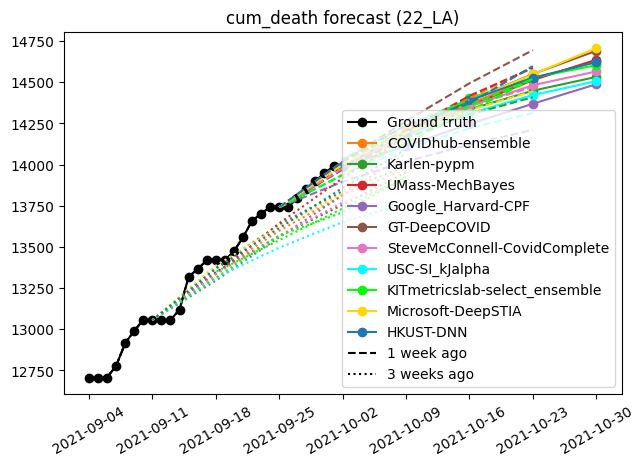 cum_death forecast (22_LA)
14750
14500
14250
14000
13750
13500
13250
13000
12750
Ground truth
COVIDhub-ensemble
Karlen-pypm
UMass-MechBayes
Google_Harvard-CPF
GT-DeepCOVID
SteveMcConnell-CovidComplete
USC-SI_kJalpha
KITmetricslab-select_ensemble
Microsoft-DeepSTIA
HKUST-DNN
1 week ago
3 weeks ago
2021-09-04
2021-09-11
2021-09-18
2021-09-25
2021-10-02
2021-10-09
2021-10-16
2021-10-23
2021-10-30